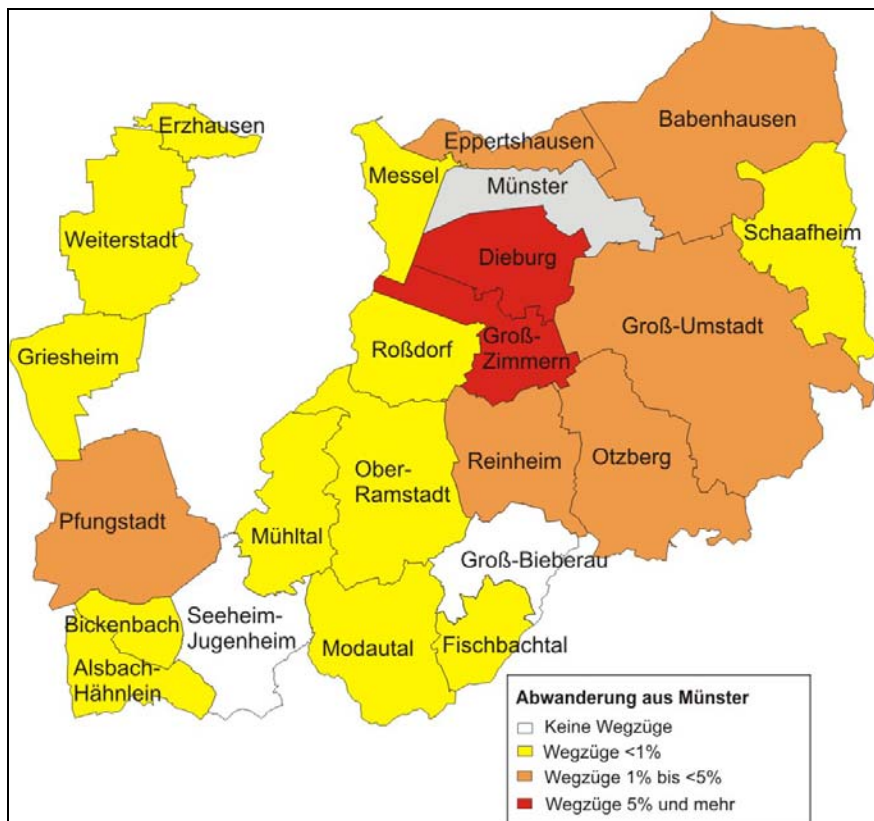 Babenhausen
Erzhausen
Eppertshausen
Messel
Münster
Schaafheim
Weiterstadt
Dieburg
Groß-Umstadt
Griesheim
Roßdorf
Groß-
Zimmern
Ober-
Ramstadt
Reinheim
Otzberg
Pfungstadt
Mühltal
Groß-Bieberau
Seeheim-
Jugenheim
Bickenbach
Modautal
Fischbachtal
Alsbach-
Hähnlein
Abwanderung aus Münster
Keine Wegzüge
Wegzüge <1%
Wegzüge 1% bis <5%
Wegzüge 5% und mehr